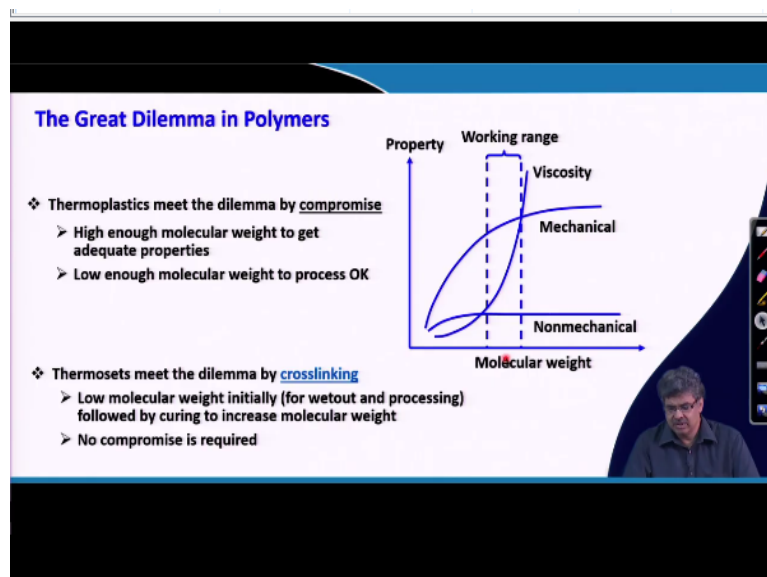 The Great Dilemma in Polymers
❖ Thermoplastics meet the dilemma by compromise
➢ High enough molecular weight to get
adequate properties
➢ Low enough molecular weight to process OK
❖ Thermosets meet the dilemma by crosslinking
➢ Low molecular weight initially (for wetout and processing)
followed by curing to increase molecular weight
➢ No compromise is required
Property
Working range
Viscosity
Mechanical
Nonmechanical
Molecular weight